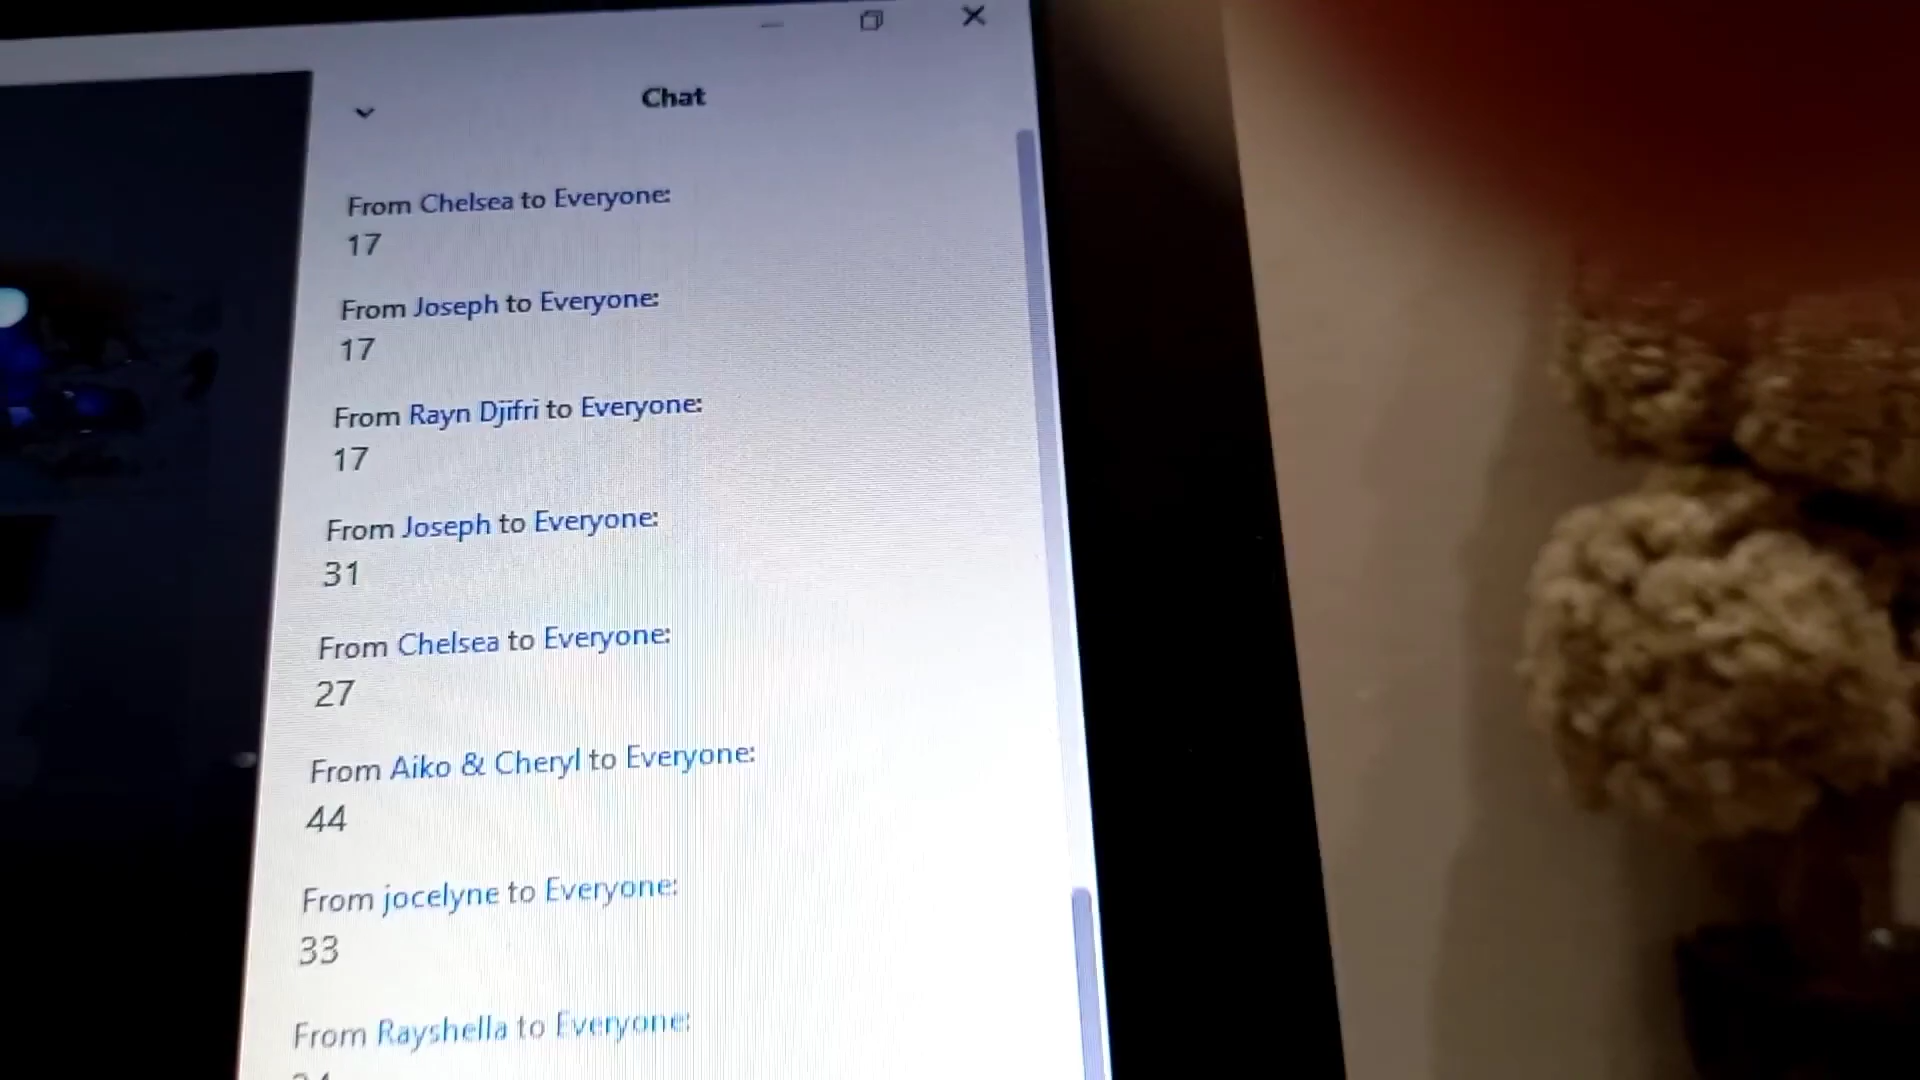 Chat
From Chelsea to Everyone:
17
From Joseph to Everyone:
17
From Rayn Djifri to Everyone:
17
From Joseph to Everyone:
31
From Chelsea to Everyone:
27
From Aiko & Cheryl to Everyone:
44
From jocelyne to Everyone:
33
From Rayshella to Everyone: